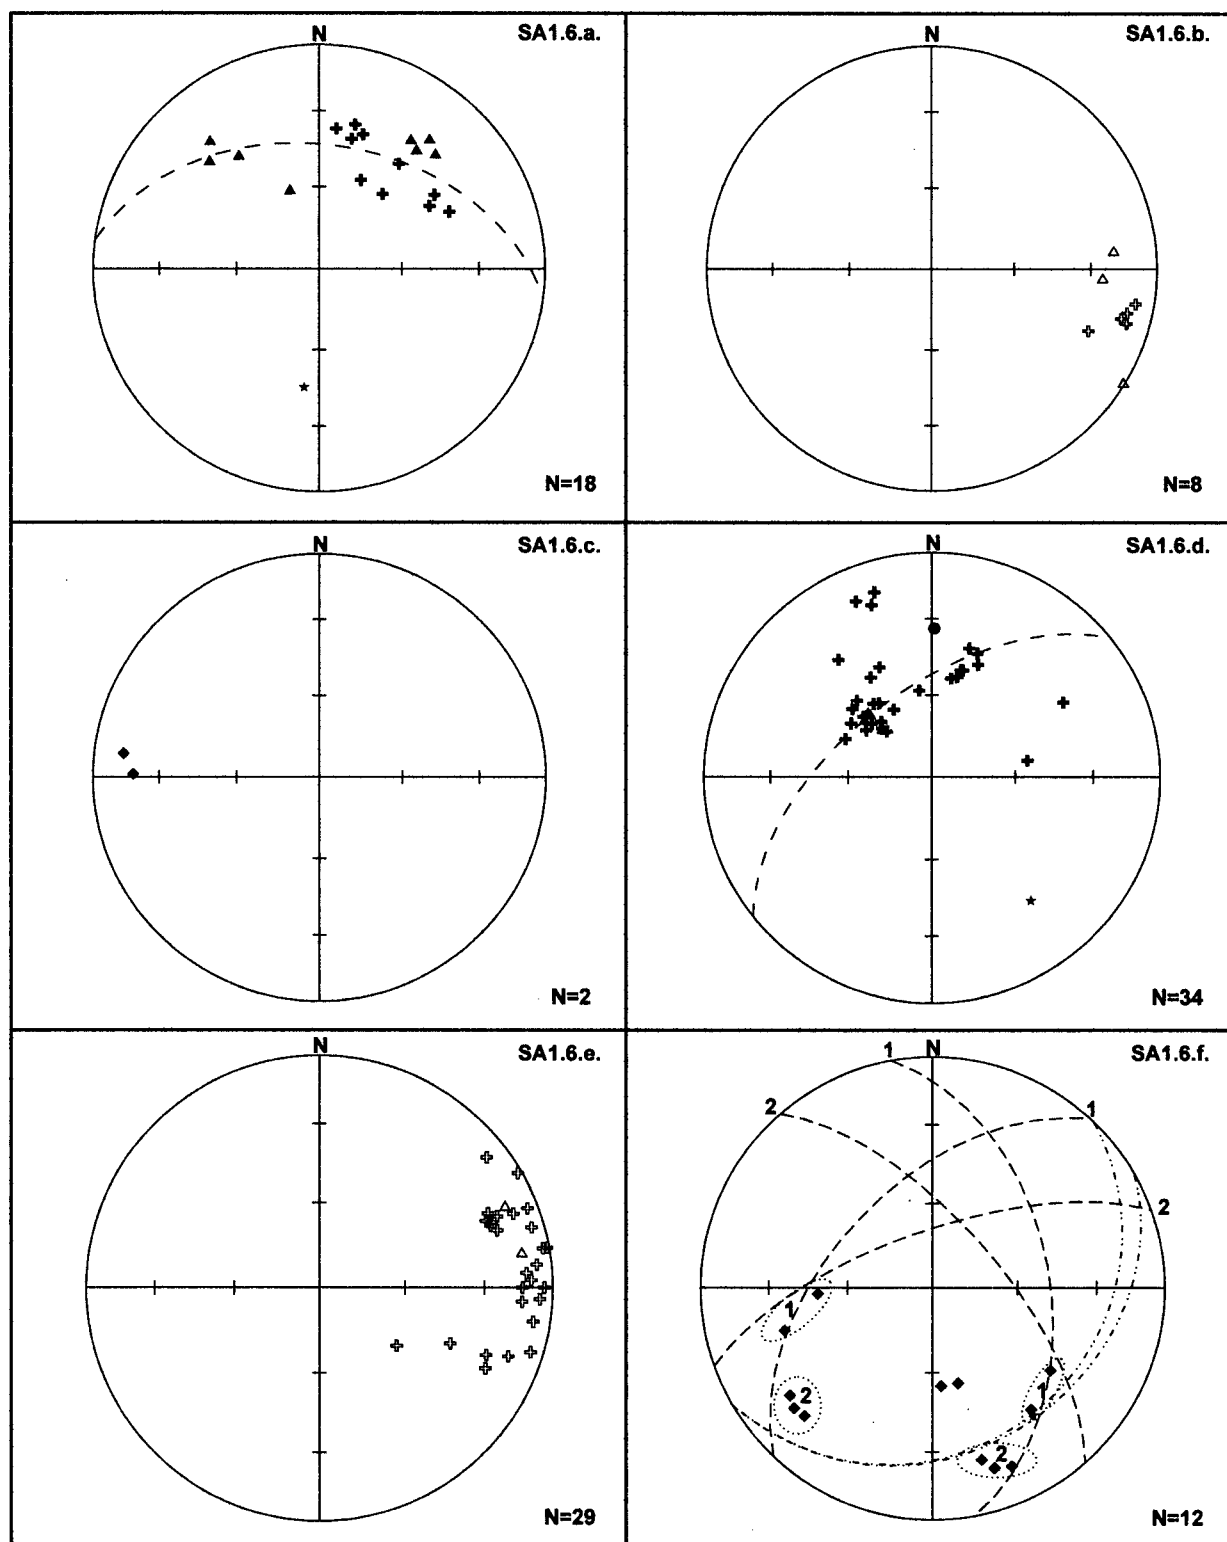 N
SA1.6.a.
N=18
N
SA1.6.b.
N=8
N
SA1.6.c.
N=2
N
SA1.6.d.
N=34
N
SA1.6.e.
N=29
N
SA1.6.f.
1
2
1
2
1
2
1
2
N=12